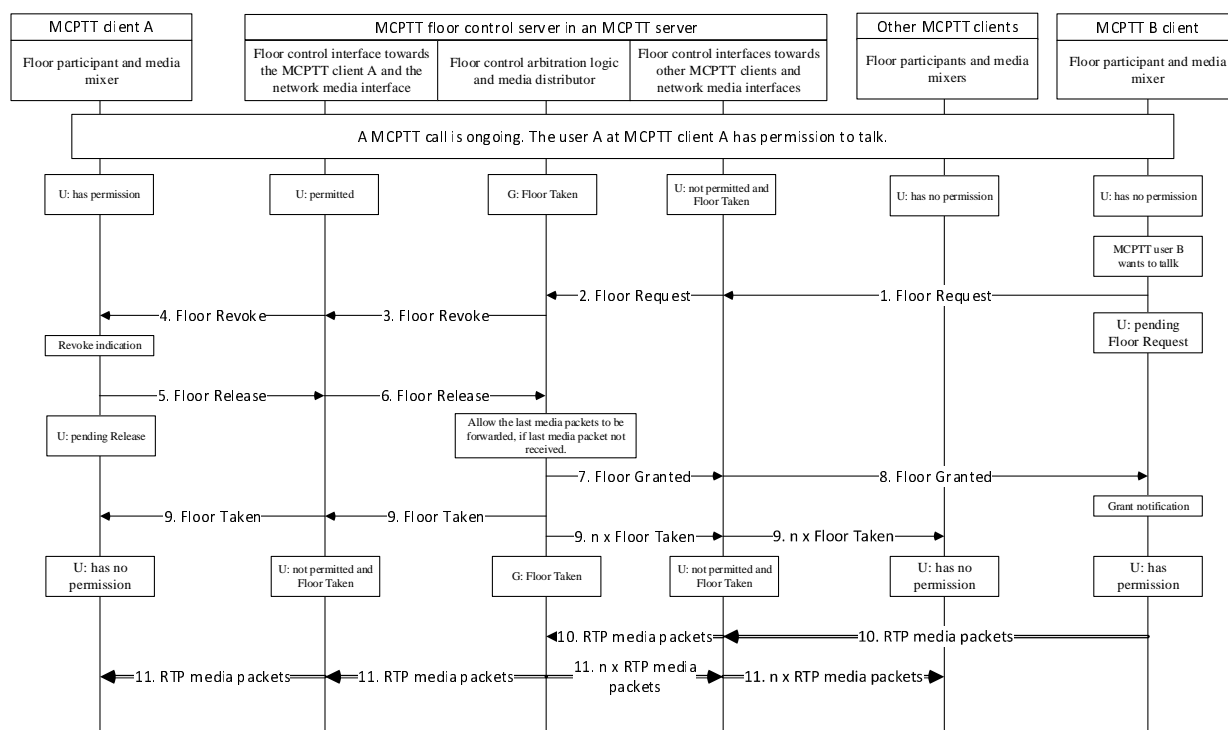 MCPTT client A
MCPTT floor control server in an MCPTT server
Other MCPTT clients
MCPTT B client
Floor participant and media
mixer
Floor control interface towards
the MCPTT client A and the
network media interface
Floor control arbitration logic
and media distributor
Floor control interfaces towards
other MCPTT clients and
network media interfaces
Floor participants and media
mixers
Floor participant and media
mixer
A MCPTT call is ongoing. The user A at MCPTT client A has permission to talk.
U: has permission
U: permitted
G: Floor Taken
U: not permitted and
Floor Taken
U: has no permission
U: has no permission
MCPTT user B
wants to tallk
2. Floor Request
1. Floor Request
4. Floor Revoke
3. Floor Revoke
Revoke indication
U: pending
Floor Request
5. Floor Release
6. Floor Release
U: pending Release
Allow the last media packets to be
forwarded, if last media packet not
received.
7. Floor Granted
8. Floor Granted
Grant notification
9. Floor Taken
9. Floor Taken
9. n x Floor Taken
9. n x Floor Taken
U: has no
permission
U: not permitted and
Floor Taken
G: Floor Taken
U: not permitted and
Floor Taken
U: has no
permission
U: has
permission
10. RTP media packets
10. RTP media packets
11. RTP media packets
11. RTP media packets
11. n x RTP media
packets
11. n x RTP media packets